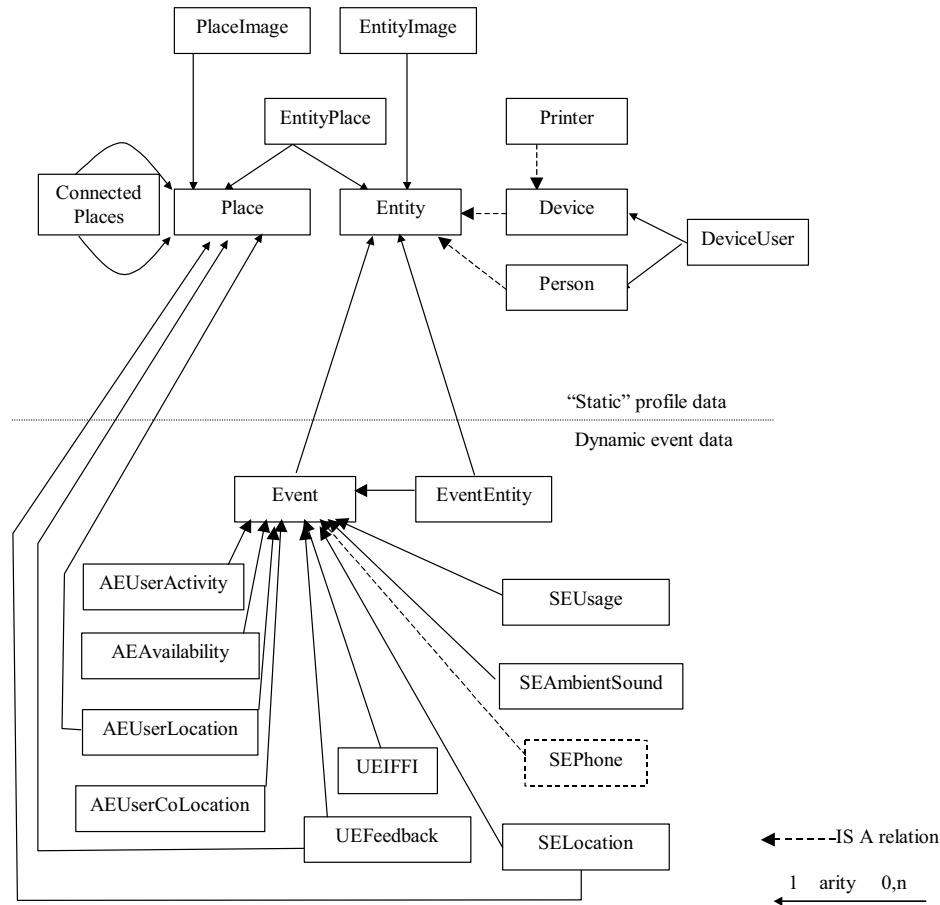 PlaceImage
EntityImage
EntityPlace
Printer
Connected
Places
Place
Entity
Device
DeviceUser
Person
“Static” profile data
Dynamic event data
Event
EventEntity
AEUserActivity
SEUsage
AEAvailability
SEAmbientSound
AEUserLocation
UEIFFI
SEPhone
AEUserCoLocation
UEFeedback
SELocation
IS A relation
1 arity 0,n